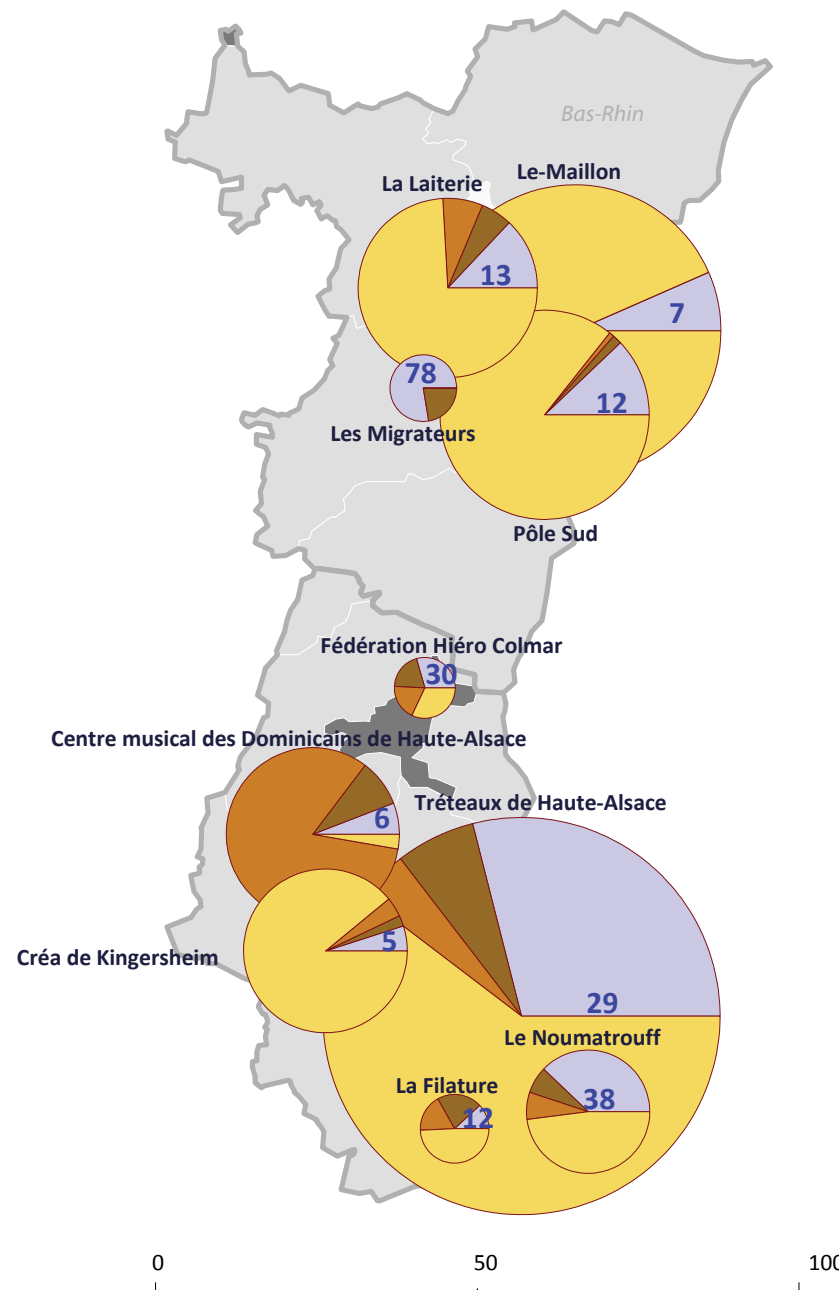 Bas-Rhin
Le-Maillon
La Laiterie
13
7
78
12
Les Migrateurs
Pôle Sud
Fédération Hiéro Colmar
30
Centre musical des Dominicains de Haute-Alsace
Tréteaux de Haute-Alsace
6
5
Créa de Kingersheim
29
Le Noumatrouff
La Filature
38
12
0 50 100